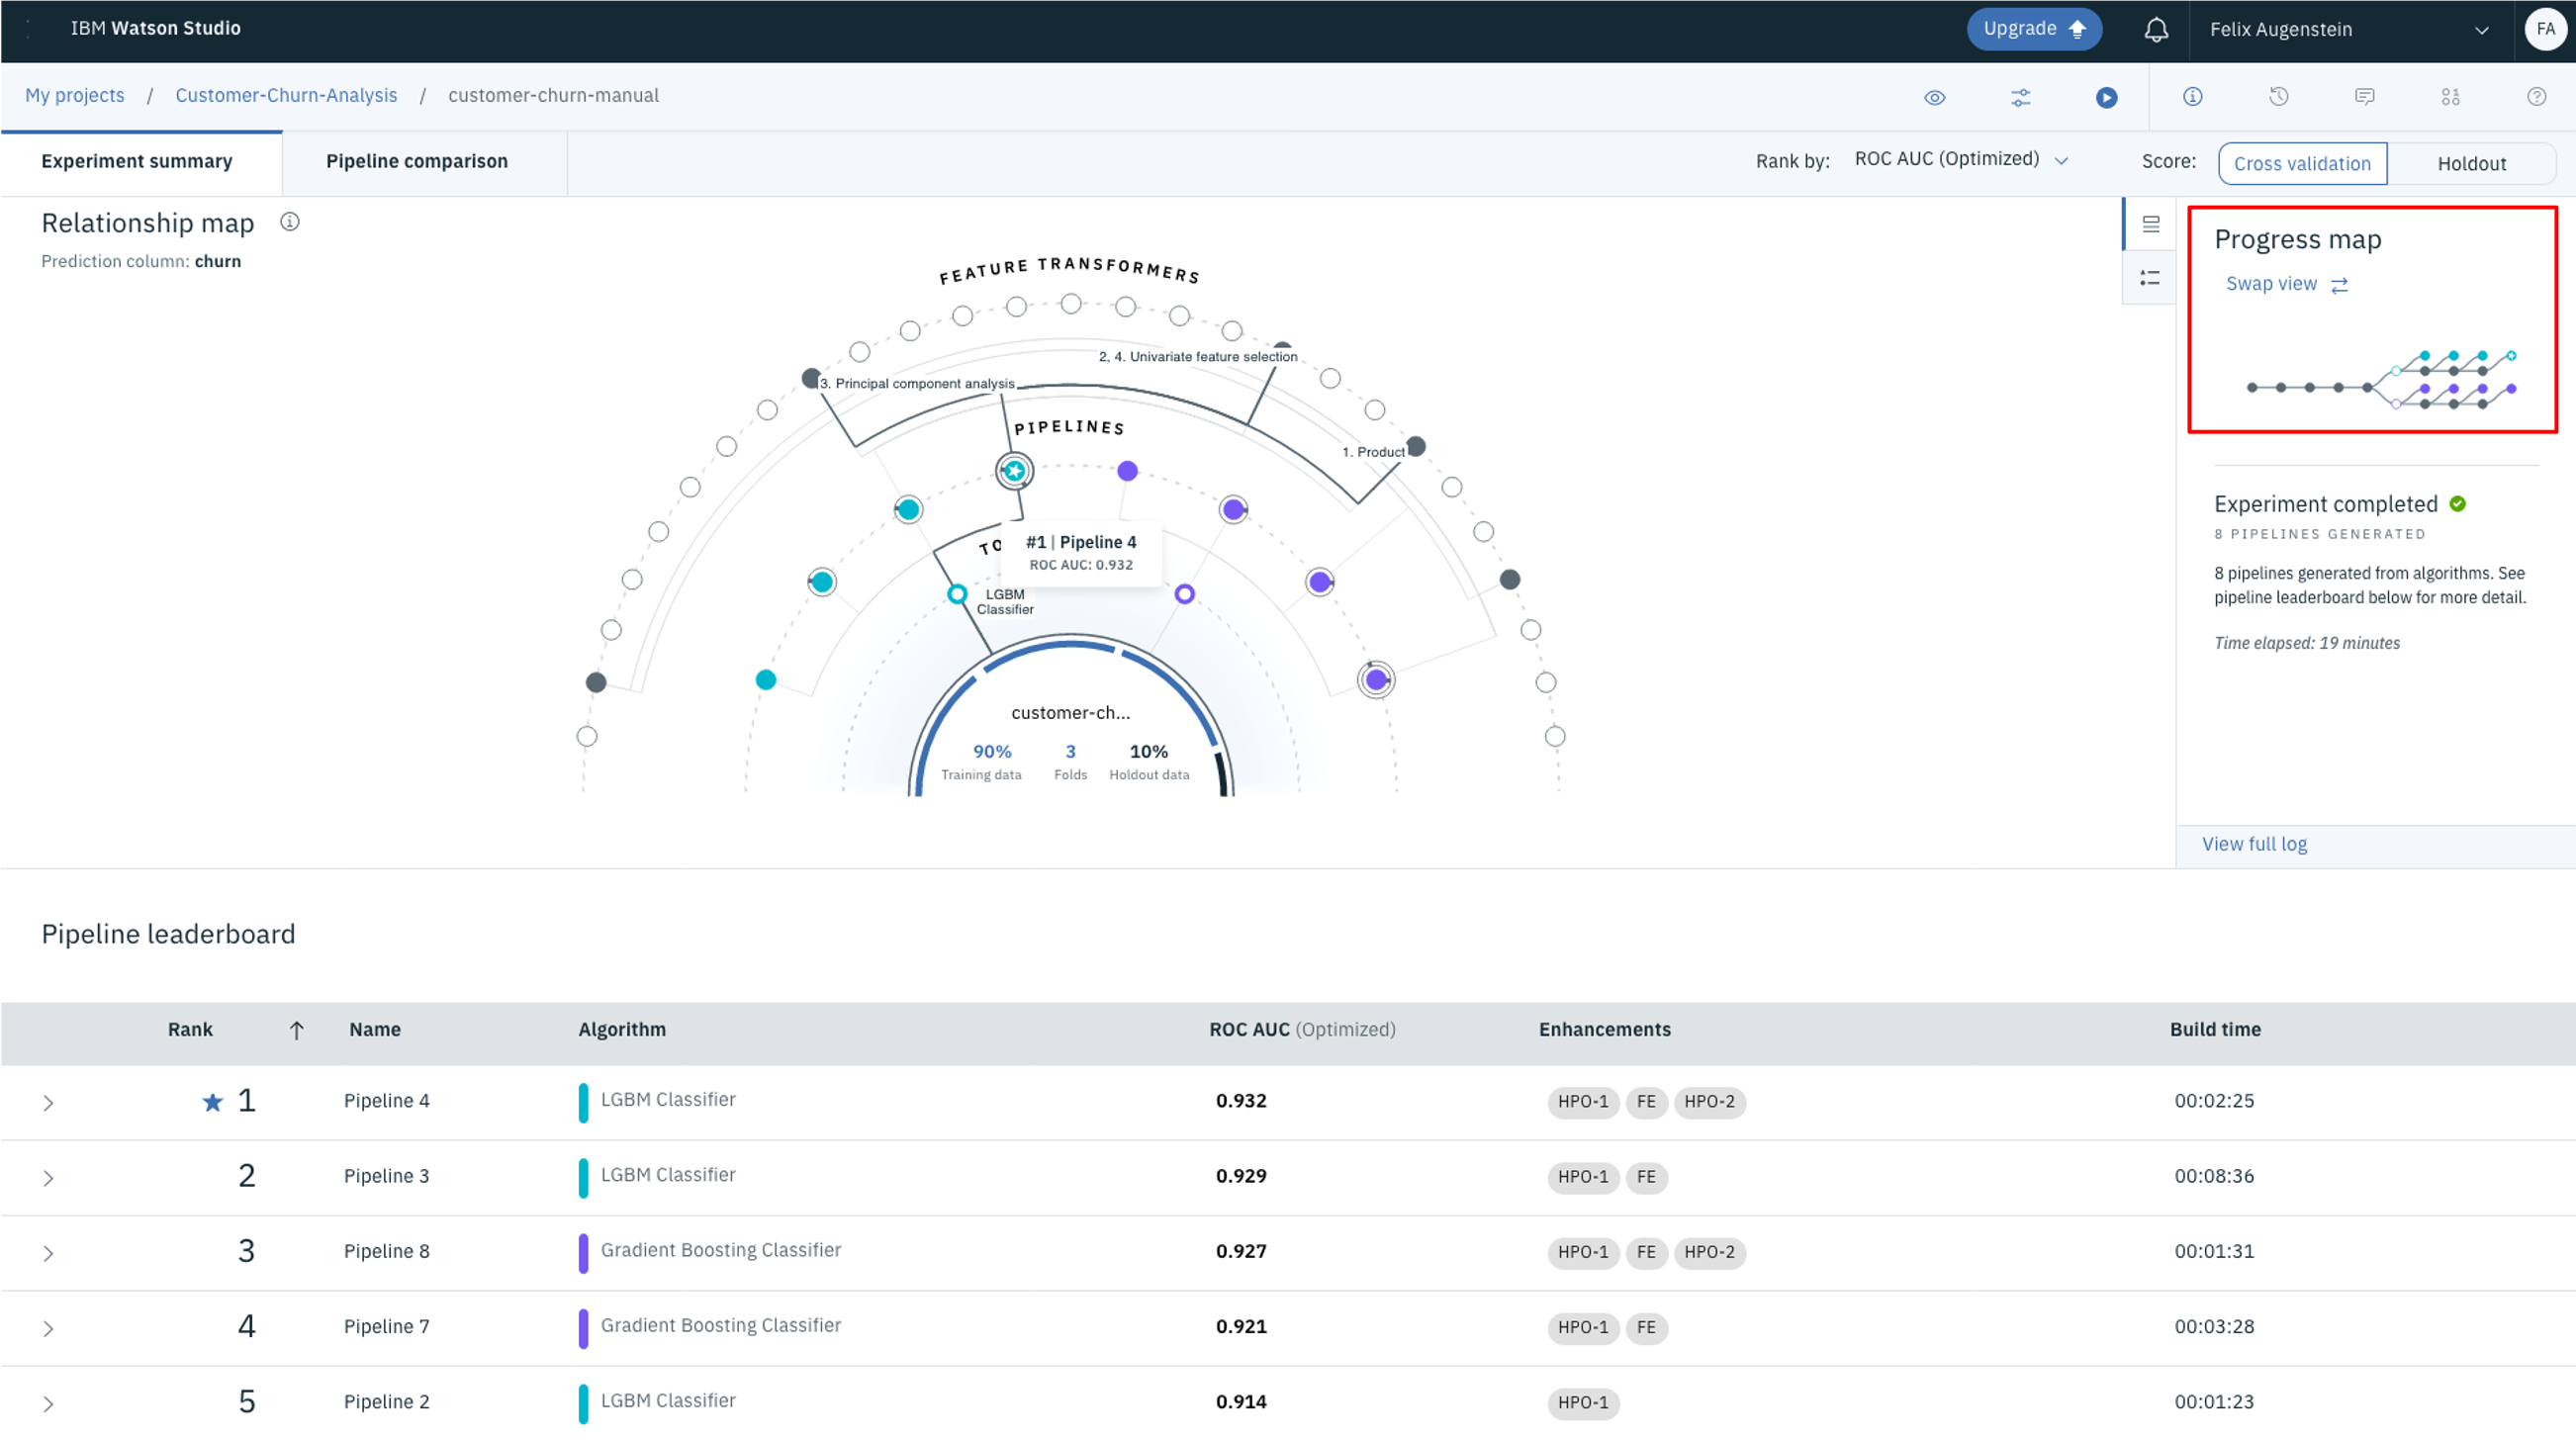 IBM Watson Studio
Upgrade
Felix Augenstein
FA
My projects / Customer-Churn-Analysis / customer-churn-manual
Experiment summary
Pipeline comparison
Rank by: ROC AUC (Optimized)
Score: Cross validation Holdout
Relationship map
Prediction column: churn
FEATURE TRANSFORMERS
2, 4. Univariate feature selection
3. Principal component analysis
PIPELINES
1. Product
TO
#1 | Pipeline 4
ROC AUC: 0.932
LGBM
Classifier
customer-ch...
90% 3 10%
Training data Folds Holdout data
Progress map
Swap view
Experiment completed
8 PIPELINES GENERATED
8 pipelines generated from algorithms. See
pipeline leaderboard below for more detail.
Time elapsed: 19 minutes
View full log
Pipeline leaderboard
Rank Name Algorithm ROC AUC (Optimized) Enhancements Build time
1 Pipeline 4 LGBM Classifier 0.932 HPO-1 FE HPO-2 00:02:25
2 Pipeline 3 LGBM Classifier 0.929 HPO-1 FE 00:08:36
3 Pipeline 8 Gradient Boosting Classifier 0.927 HPO-1 FE HPO-2 00:01:31
4 Pipeline 7 Gradient Boosting Classifier 0.921 HPO-1 FE 00:03:28
5 Pipeline 2 LGBM Classifier 0.914 HPO-1 00:01:23